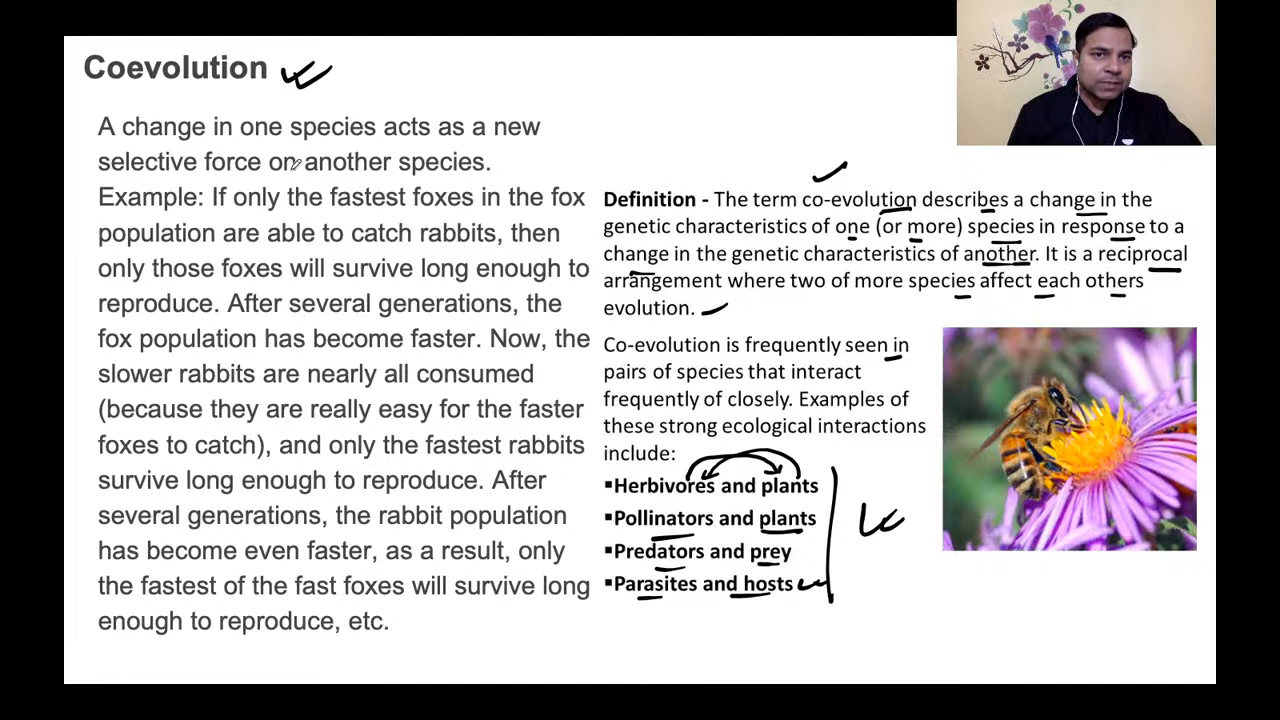 Coevolution
A change in one species acts as a new
selective force on another species.
Example: If only the fastest foxes in the fox
population are able to catch rabbits, then
only those foxes will survive long enough to
reproduce. After several generations, the
fox population has become faster. Now, the
slower rabbits are nearly all consumed
(because they are really easy for the faster
foxes to catch), and only the fastest rabbits
survive long enough to reproduce. After
several generations, the rabbit population
has become even faster, as a result, only
the fastest of the fast foxes will survive long
enough to reproduce, etc.
Definition - The term co-evolution describes a change in the
genetic characteristics of one (or more) species in response to a
change in the genetic characteristics of another. It is a reciprocal
arrangement where two of more species affect each others
evolution.
Co-evolution is frequently seen in
pairs of species that interact
frequently of closely. Examples of
these strong ecological interactions
include:
▪Herbivores and plants
▪Pollinators and plants
▪Predators and prey
▪Parasites and hosts